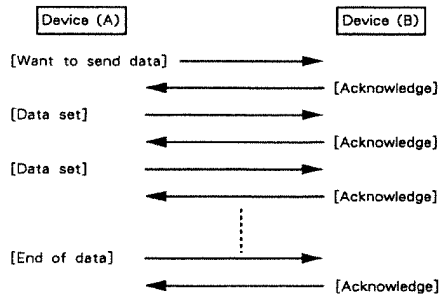 Device (A)
Device (B)
[Want to send data]
[Acknowledge]
[Data set]
[Acknowledge]
[Data set]
[Acknowledge]
[End of data]
[Acknowledge]